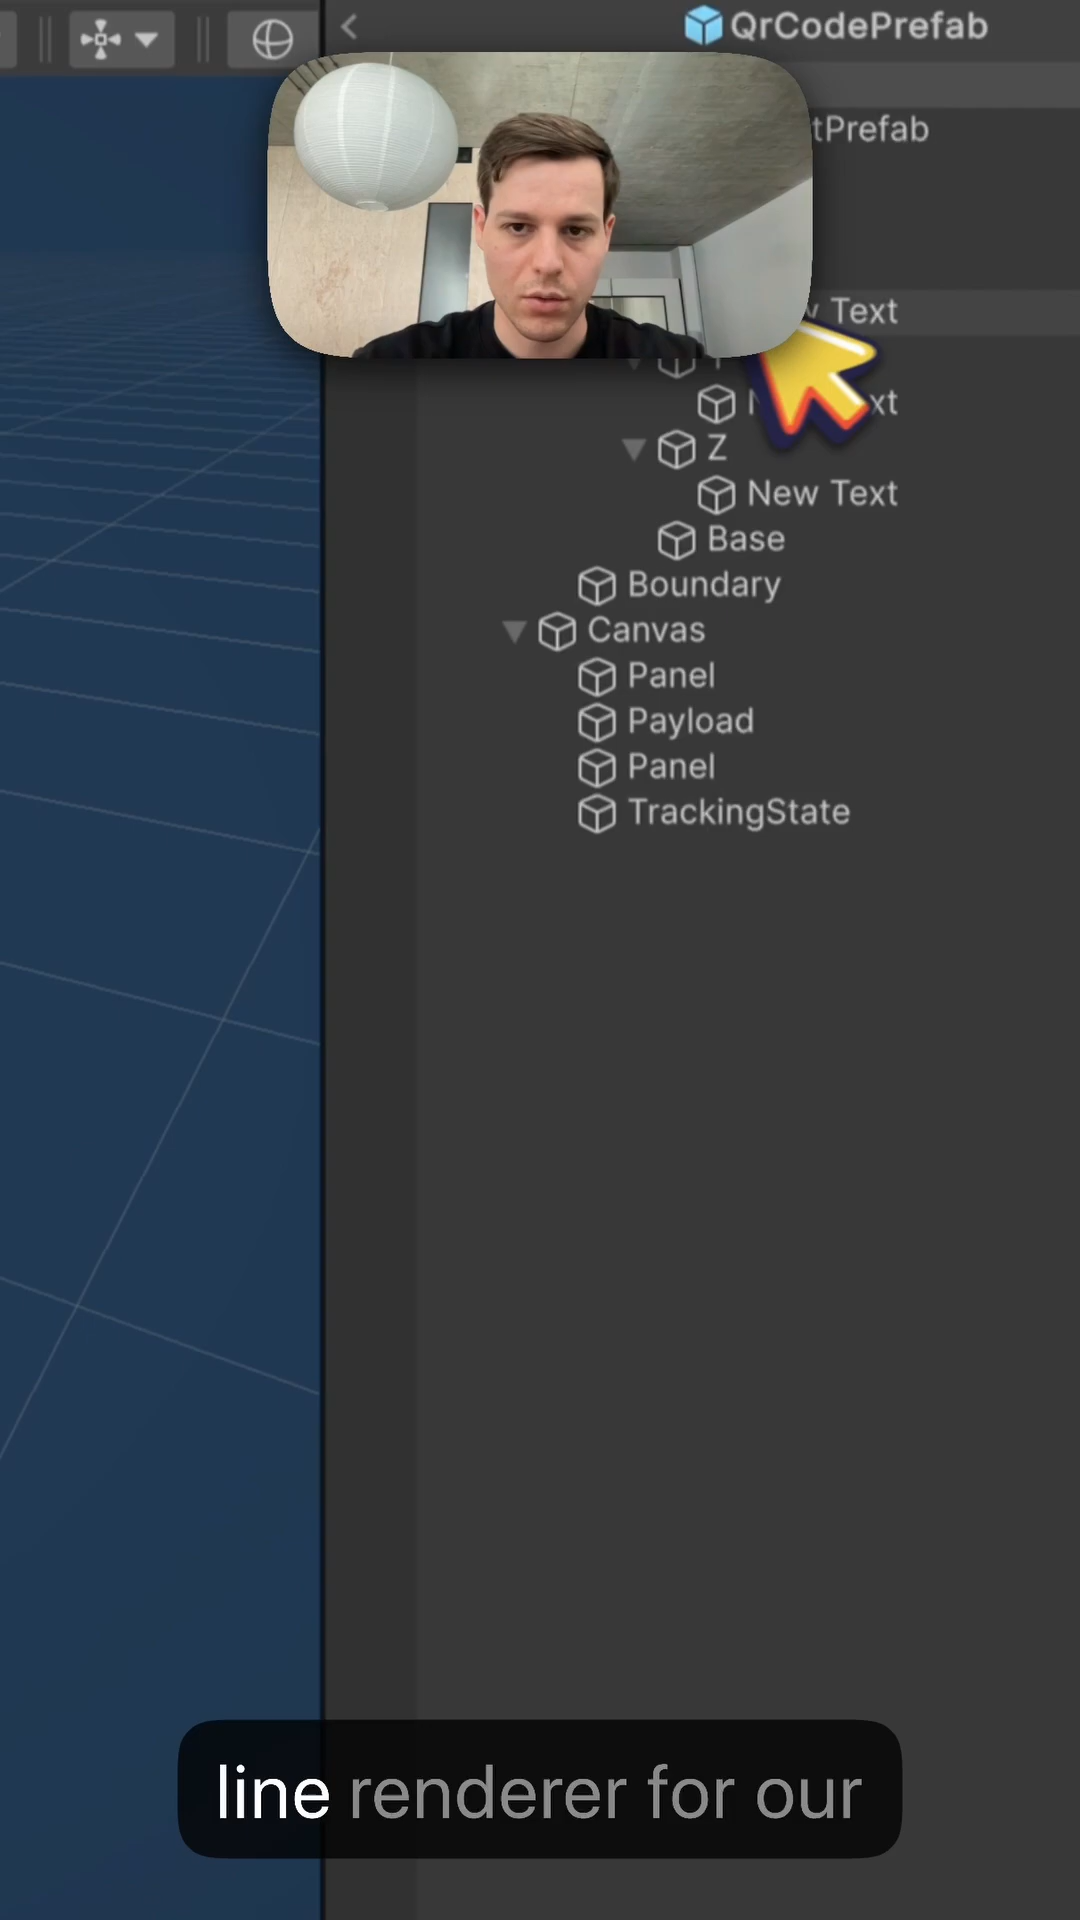 QrCodePrefab
tPrefab
Text
xt
Z
New Text
Base
Boundary
Canvas
Panel
Payload
Panel
TrackingState
line renderer for our